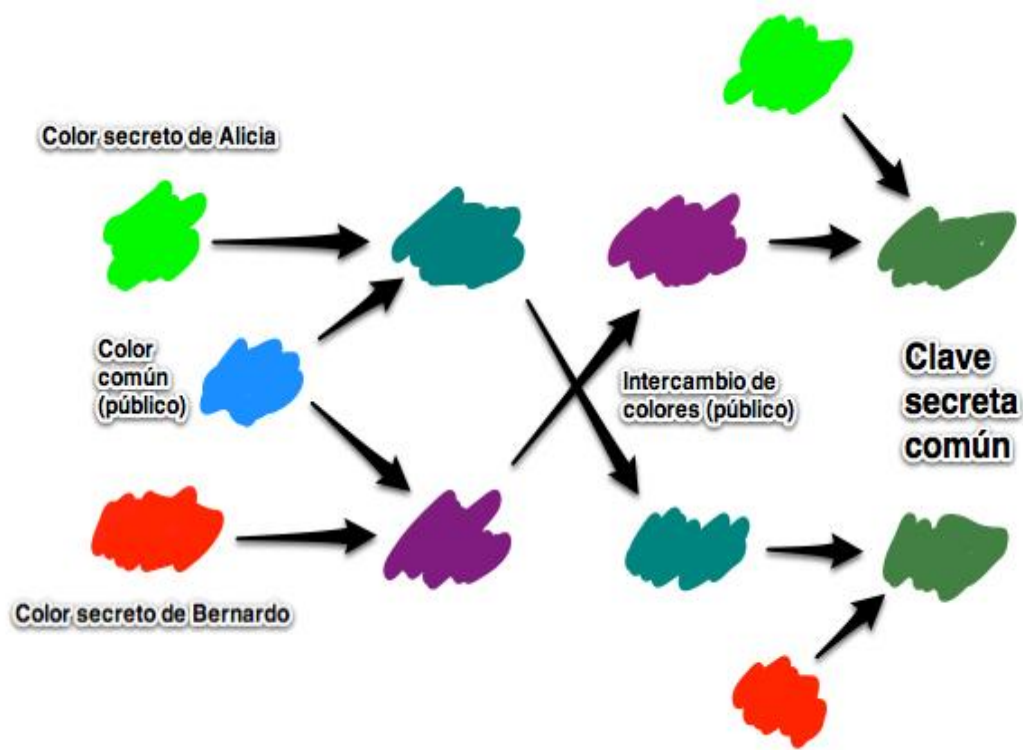 Color secreto de Alicia
Color
común
(público)
Intercambio de
colores (público)
Clave
secreta
común
Color secreto de Bernardo